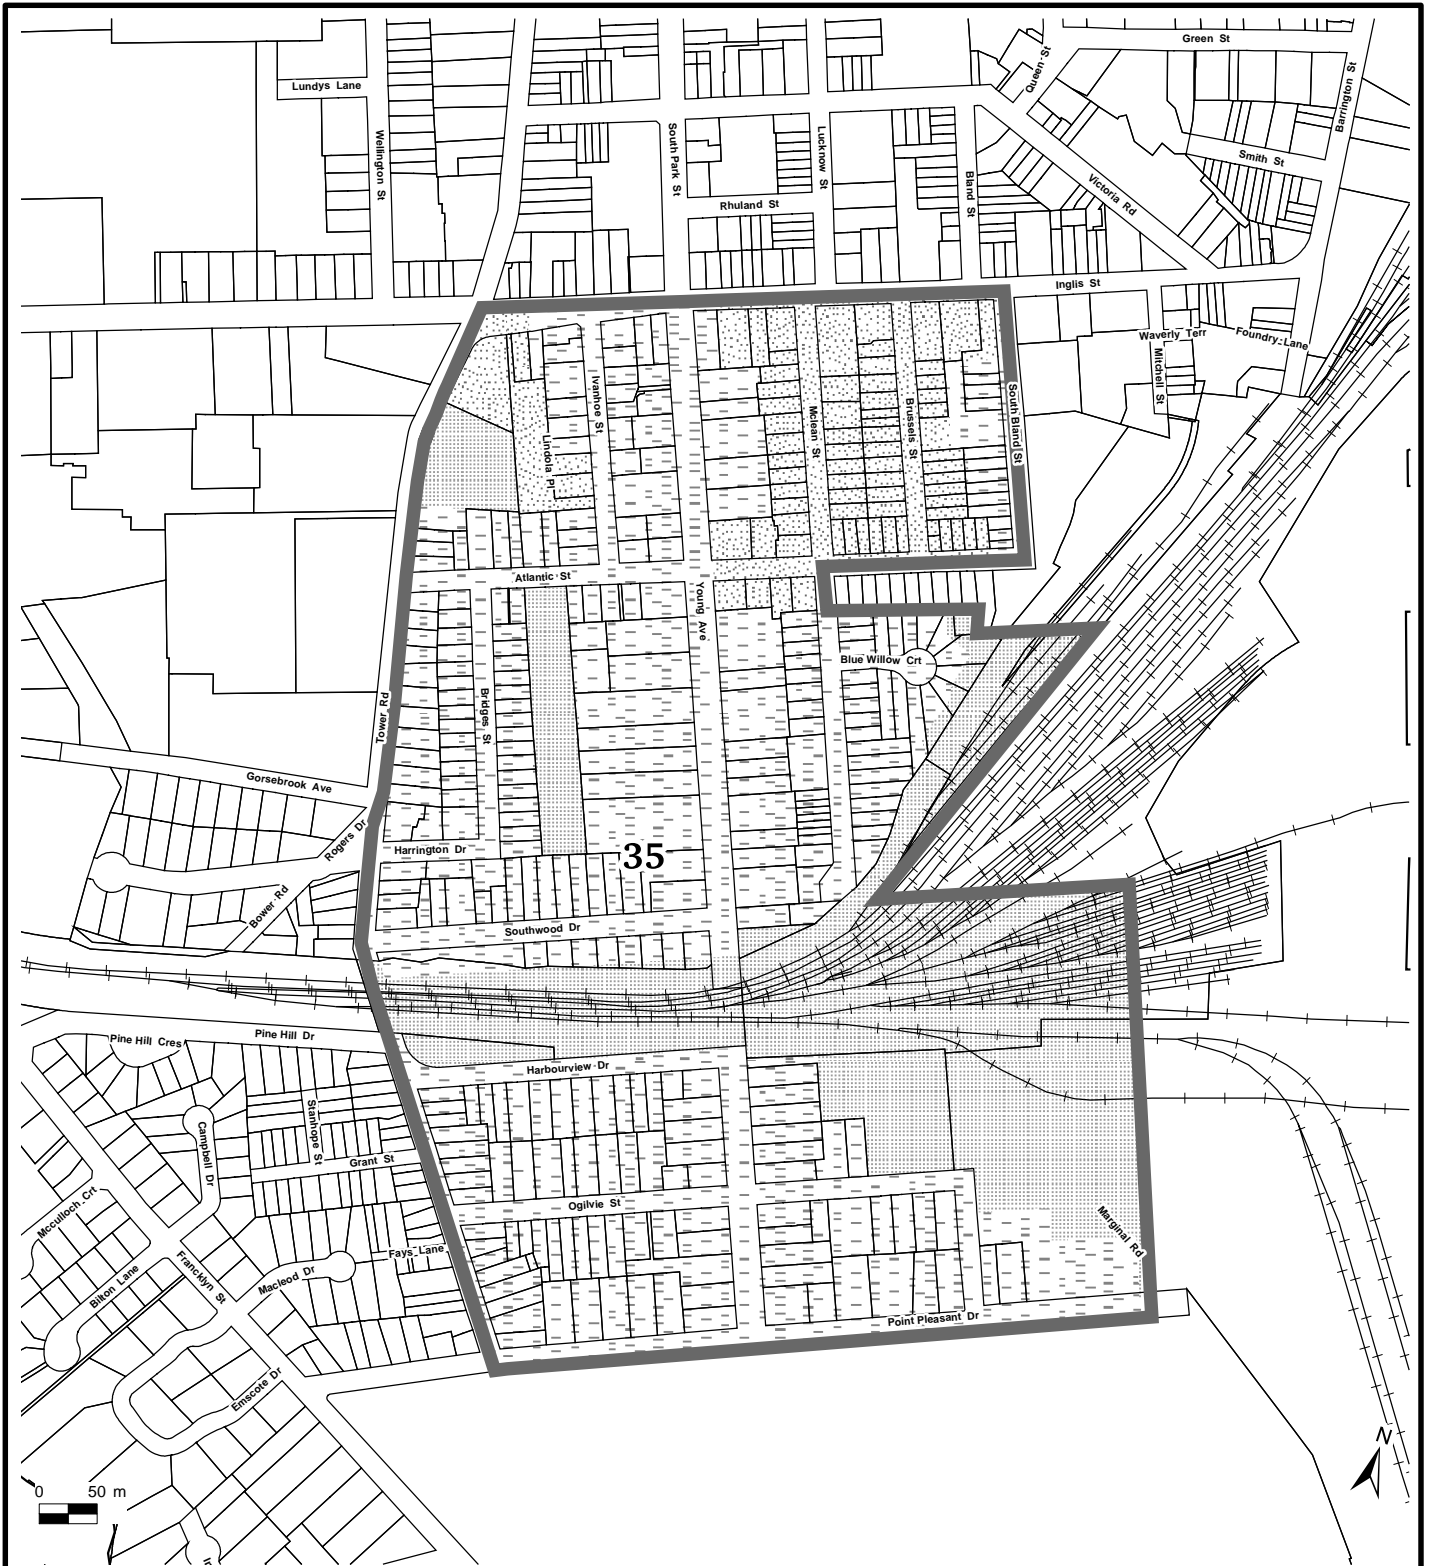 Green St
Queen St
Barrington St
Lundys Lane
Wellington St
South Park St
Lucknow St
Bland St
Smith St
Victoria Rd
Rhuland St
Inglis St
Waverly Terr
Foundry Lane
Mitchell St
Ivanhoe St
Lindola Pl
Mclean St
Brussels St
South Bland St
Atlantic St
Young Ave
Blue Willow Crt
Tower Rd
Bridges St
Gorsebrook Ave
Rogers Dr
Harrington Dr
35
Bower Rd
Southwood Dr
Pine Hill Cres
Pine Hill Dr
Harbourview Dr
Stanhope St
Campbell Dr
Grant St
Mcculloch Crt
Ogilvie St
Marginal Rd
Fays Lane
Francklyn St
Macleod Dr
Bilton Lane
Point Pleasant Dr
Emscote Dr
N
0 50 m